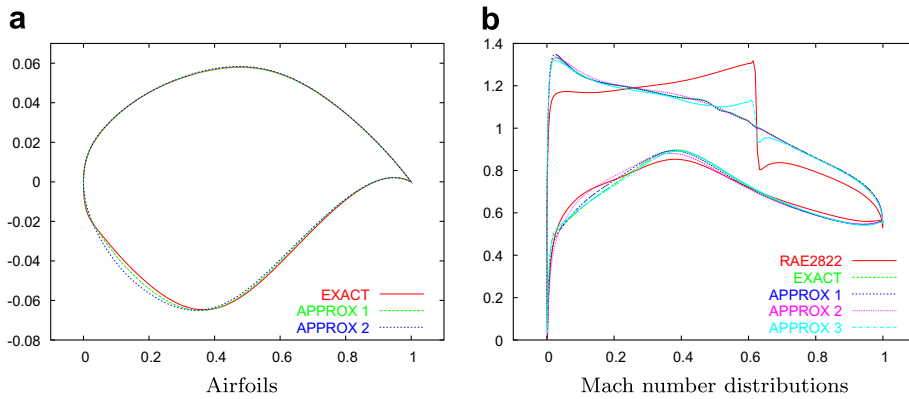 a
0.06
0.04
0.02
0
-0.02
-0.04
-0.06
-0.08
0
0.2
0.4
0.6
0.8
1
EXACT
APPROX 1
APPROX 2
Airfoils
b
1.4
1.2
1
0.8
0.6
0.4
0.2
0
0
0.2
0.4
0.6
0.8
1
RAE2822
EXACT
APPROX 1
APPROX 2
APPROX 3
Mach number distributions